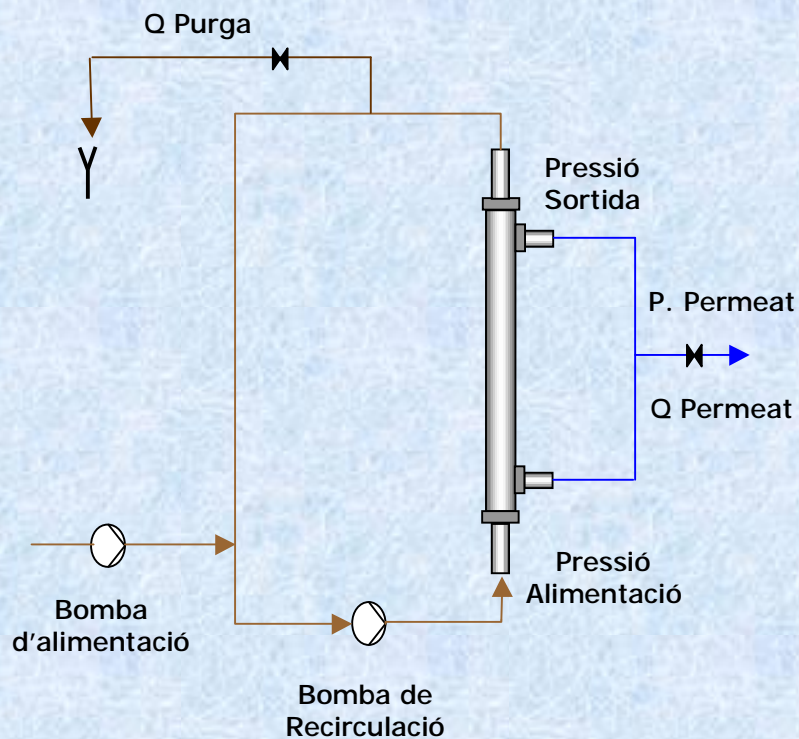 Q Purga
Pressió
Sortida
P. Permeat
Q Permeat
Pressió
Alimentació
Bomba
d'alimentació
Bomba de
Recirculació